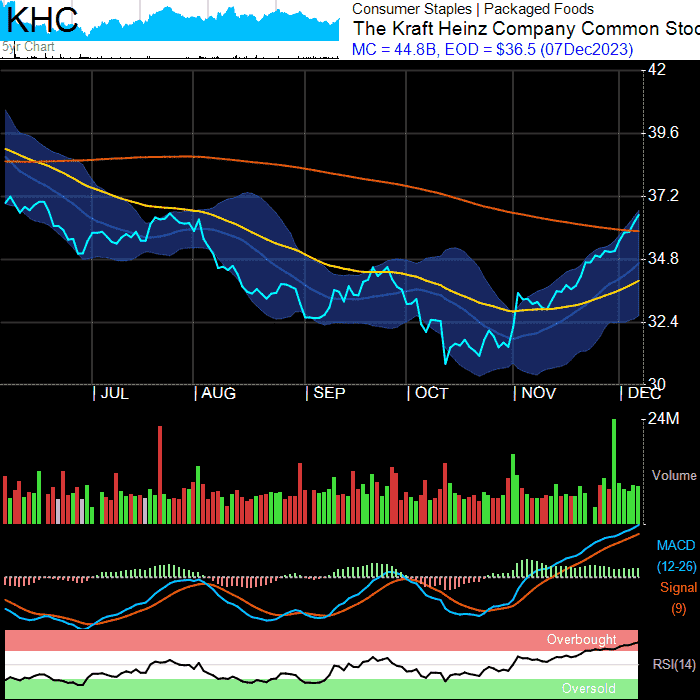 KHC
5yr Chart
Consumer Staples | Packaged Foods
The Kraft Heinz Company Common Stoc
MC = 44.8B, EOD = $36.5 (07Dec2023)
42
39.6
37.2
34.8
32.4
30
| JUL | AUG | SEP | OCT | NOV | DEC
24M
Volume
MACD
(12-26)
Signal
(9)
Overbought
RSI(14)
Oversold